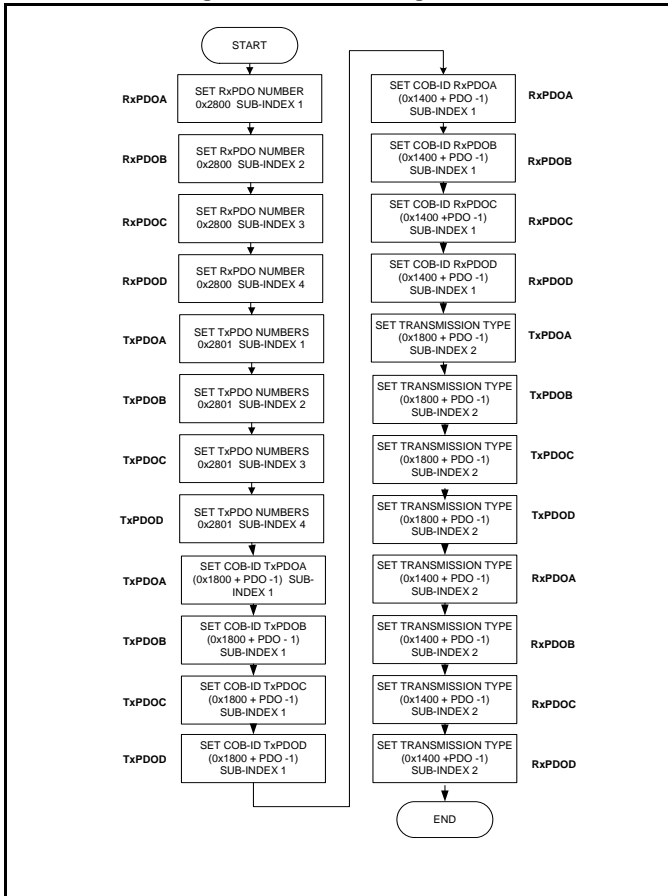 START
RxPDOA
SET RxPDO NUMBER
0x2800 SUB-INDEX 1
RxPDOB
SET RxPDO NUMBER
0x2800 SUB-INDEX 2
RxPDOC
SET RxPDO NUMBER
0x2800 SUB-INDEX 3
RxPDOD
SET RxPDO NUMBER
0x2800 SUB-INDEX 4
TxPDOA
SET TxPDO NUMBERS
0x2801 SUB-INDEX 1
TxPDOB
SET TxPDO NUMBERS
0x2801 SUB-INDEX 2
TxPDOC
SET TxPDO NUMBERS
0x2801 SUB-INDEX 3
TxPDOD
SET TxPDO NUMBERS
0x2801 SUB-INDEX 4
TxPDOA
SET COB-ID TxPDOA
(0x1800 + PDO -1) SUB-
INDEX 1
TxPDOB
SET COB-ID TxPDOB
(0x1800 + PDO - 1)
SUB-INDEX 1
TxPDOC
SET COB-ID TxPDOC
(0x1800 + PDO -1)
SUB-INDEX 1
TxPDOD
SET COB-ID TxPDOD
(0x1800 + PDO -1)
SUB-INDEX 1
SET COB-ID RxPDOA
(0x1400 + PDO -1)
SUB-INDEX 1
RxPDOA
SET COB-ID RxPDOB
(0x1400 + PDO -1)
SUB-INDEX 1
RxPDOB
SET COB-ID RxPDOC
(0x1400 +PDO -1)
SUB-INDEX 1
RxPDOC
SET COB-ID RxPDOD
(0x1400 + PDO -1)
SUB-INDEX 1
RxPDOD
SET TRANSMISSION TYPE
(0x1800 + PDO -1)
SUB-INDEX 2
TxPDOA
SET TRANSMISSION TYPE
(0x1800 + PDO -1)
SUB-INDEX 2
TxPDOB
SET TRANSMISSION TYPE
(0x1800 + PDO -1)
SUB-INDEX 2
TxPDOC
SET TRANSMISSION TYPE
(0x1800 + PDO -1)
SUB-INDEX 2
TxPDOD
SET TRANSMISSION TYPE
(0x1400 + PDO -1)
SUB-INDEX 2
RxPDOA
SET TRANSMISSION TYPE
(0x1400 + PDO -1)
SUB-INDEX 2
RxPDOB
SET TRANSMISSION TYPE
(0x1400 + PDO -1)
SUB-INDEX 2
RxPDOC
SET TRANSMISSION TYPE
(0x1400 +PDO -1)
SUB-INDEX 2
RxPDOD
END